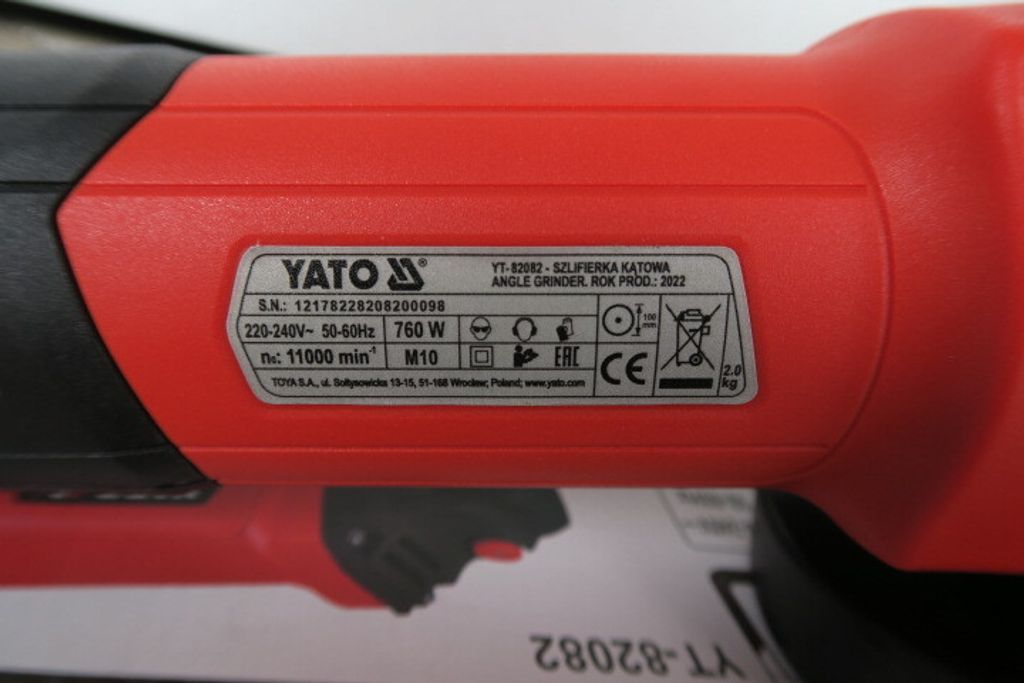 YATO ®
YT-82082 - SZLIFIERKA KĄTOWA
ANGLE GRINDER. ROK PROD.: 2022
S.N.: 12178228208200098
220-240V~ 50-60Hz 760 W
100 mm
n₀: 11000 min⁻¹ M10 EAC CE
2.0 kg
TOYA S.A., ul. Sołtysowicka 13-15, 51-168 Wrocław; Poland; www.yato.com
YT-82082